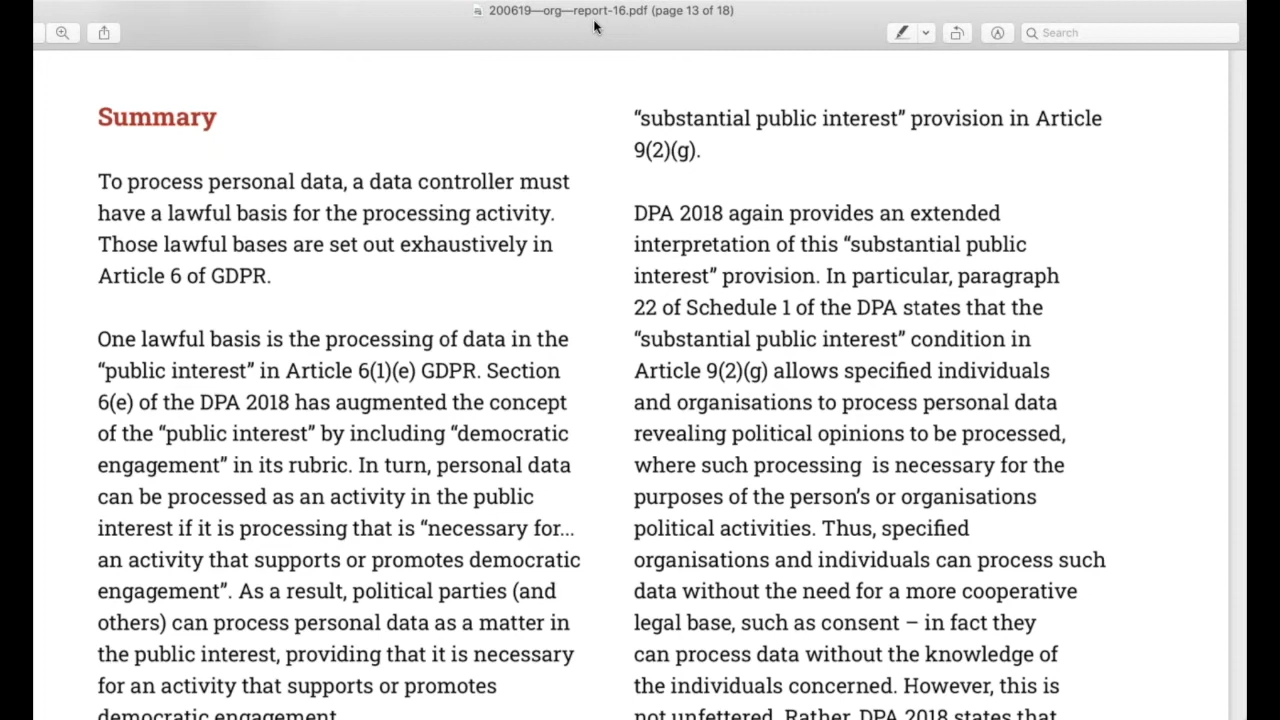 200619—org—report-16.pdf (page 13 of 18)
Search
Summary
To process personal data, a data controller must
have a lawful basis for the processing activity.
Those lawful bases are set out exhaustively in
Article 6 of GDPR.
One lawful basis is the processing of data in the
“public interest” in Article 6(1)(e) GDPR. Section
6(e) of the DPA 2018 has augmented the concept
of the “public interest” by including “democratic
engagement” in its rubric. In turn, personal data
can be processed as an activity in the public
interest if it is processing that is “necessary for...
an activity that supports or promotes democratic
engagement”. As a result, political parties (and
others) can process personal data as a matter in
the public interest, providing that it is necessary
for an activity that supports or promotes
democratic engagement
“substantial public interest” provision in Article
9(2)(g).
DPA 2018 again provides an extended
interpretation of this “substantial public
interest” provision. In particular, paragraph
22 of Schedule 1 of the DPA states that the
“substantial public interest” condition in
Article 9(2)(g) allows specified individuals
and organisations to process personal data
revealing political opinions to be processed,
where such processing  is necessary for the
purposes of the person’s or organisations
political activities. Thus, specified
organisations and individuals can process such
data without the need for a more cooperative
legal base, such as consent – in fact they
can process data without the knowledge of
the individuals concerned. However, this is
not unfettered. Rather, DPA 2018 states that